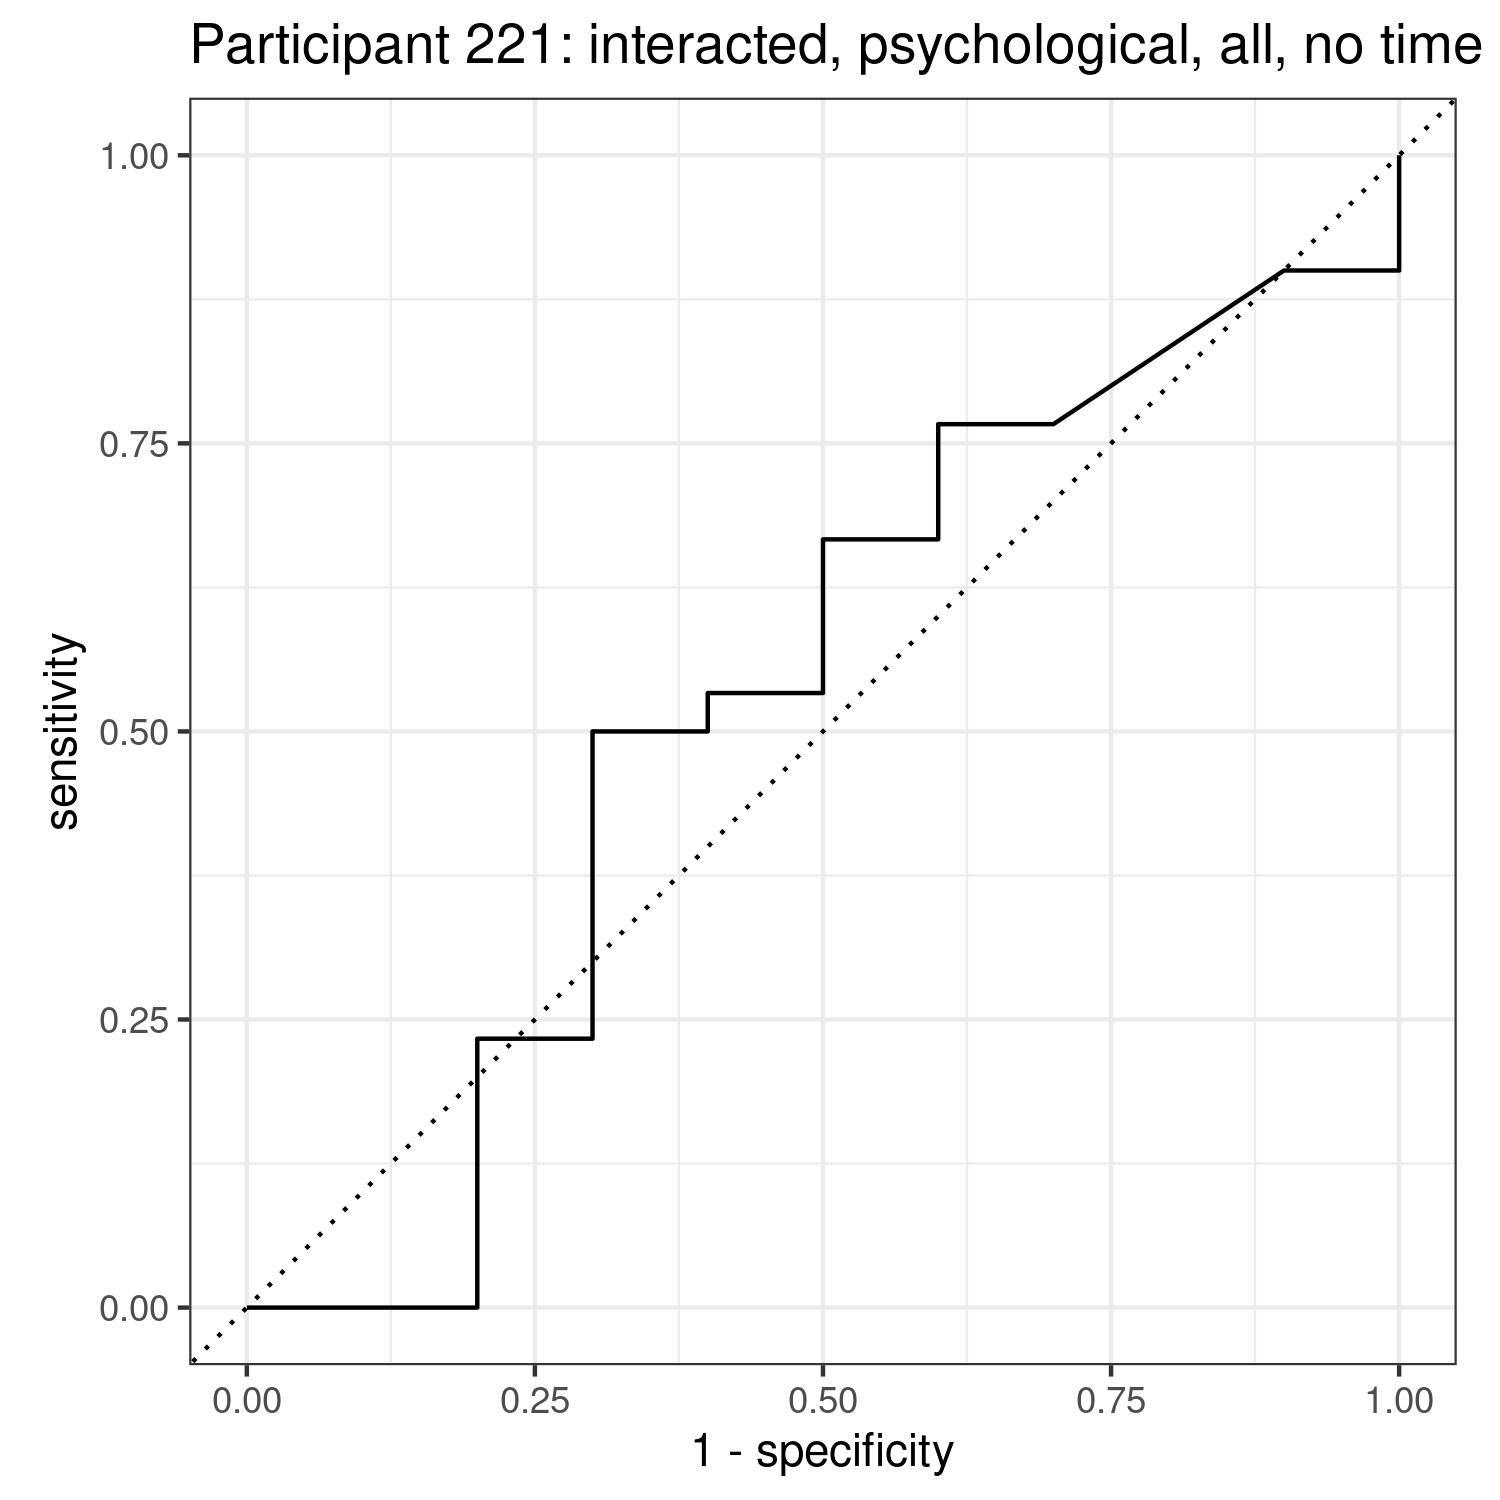 Participant 221: interacted, psychological, all, no time
1.00
0.75
0.50
0.25
0.00
sensitivity
0.00 0.25 0.50 0.75 1.00
1 - specificity